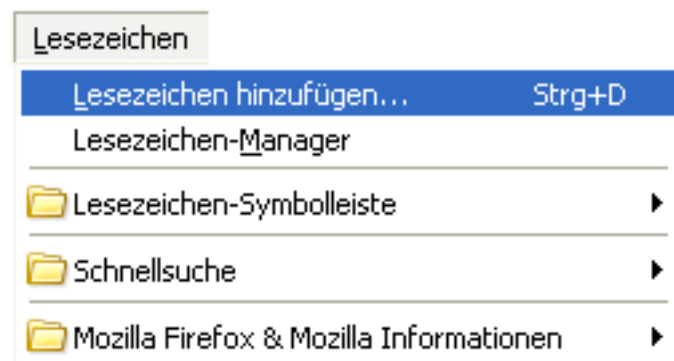 Lesezeichen
Lesezeichen hinzufügen... Strg+D
Lesezeichen-Manager
Lesezeichen-Symbolleiste
Schnellsuche
Mozilla Firefox & Mozilla Informationen